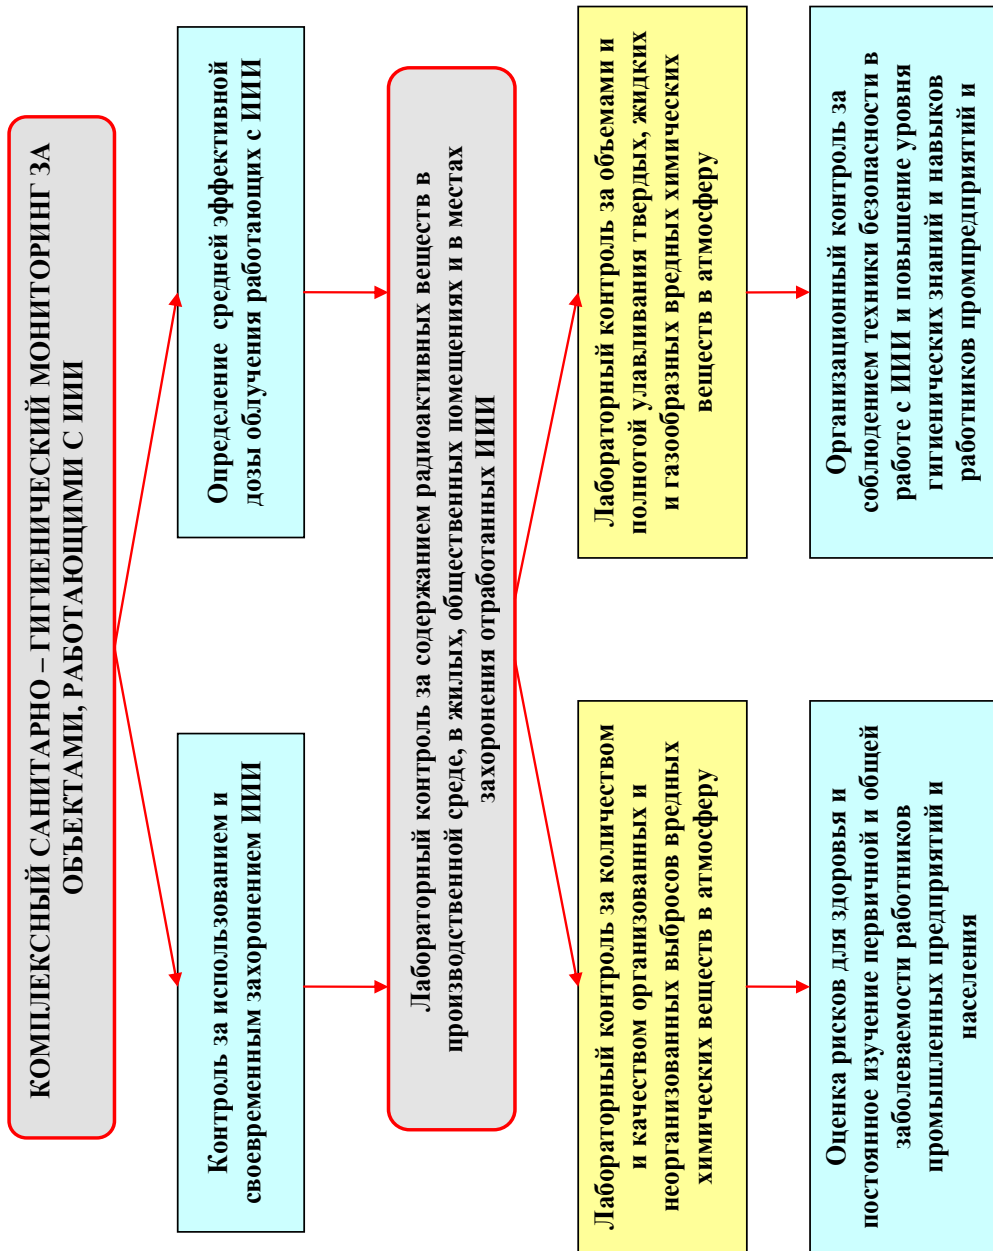 КОМПЛЕКСНЫЙ САНИТАРНО – ГИГИЕНИЧЕСКИЙ МОНИТОРИНГ ЗА
ОБЪЕКТАМИ, РАБОТАЮЩИМИ С ИИИ
Контроль за использованием и
своевременным захоронением ИИИ
Определение средней эффективной
дозы облучения работающих с ИИИ
Лабораторный контроль за содержанием радиоактивных веществ в
производственной среде, в жилых, общественных помещениях и в местах
захоронения отработанных ИИИ
Лабораторный контроль за количеством
и качеством организованных и
неорганизованных выбросов вредных
химических веществ в атмосферу
Лабораторный контроль за объемами и
полнотой улавливания твердых, жидких
и газообразных вредных химических
веществ в атмосферу
Оценка рисков для здоровья и
постоянное изучение первичной и общей
заболеваемости работников
промышленных предприятий и
населения
Организационный контроль за
соблюдением техники безопасности в
работе с ИИИ и повышение уровня
гигиенических знаний и навыков
работников промпредприятий и